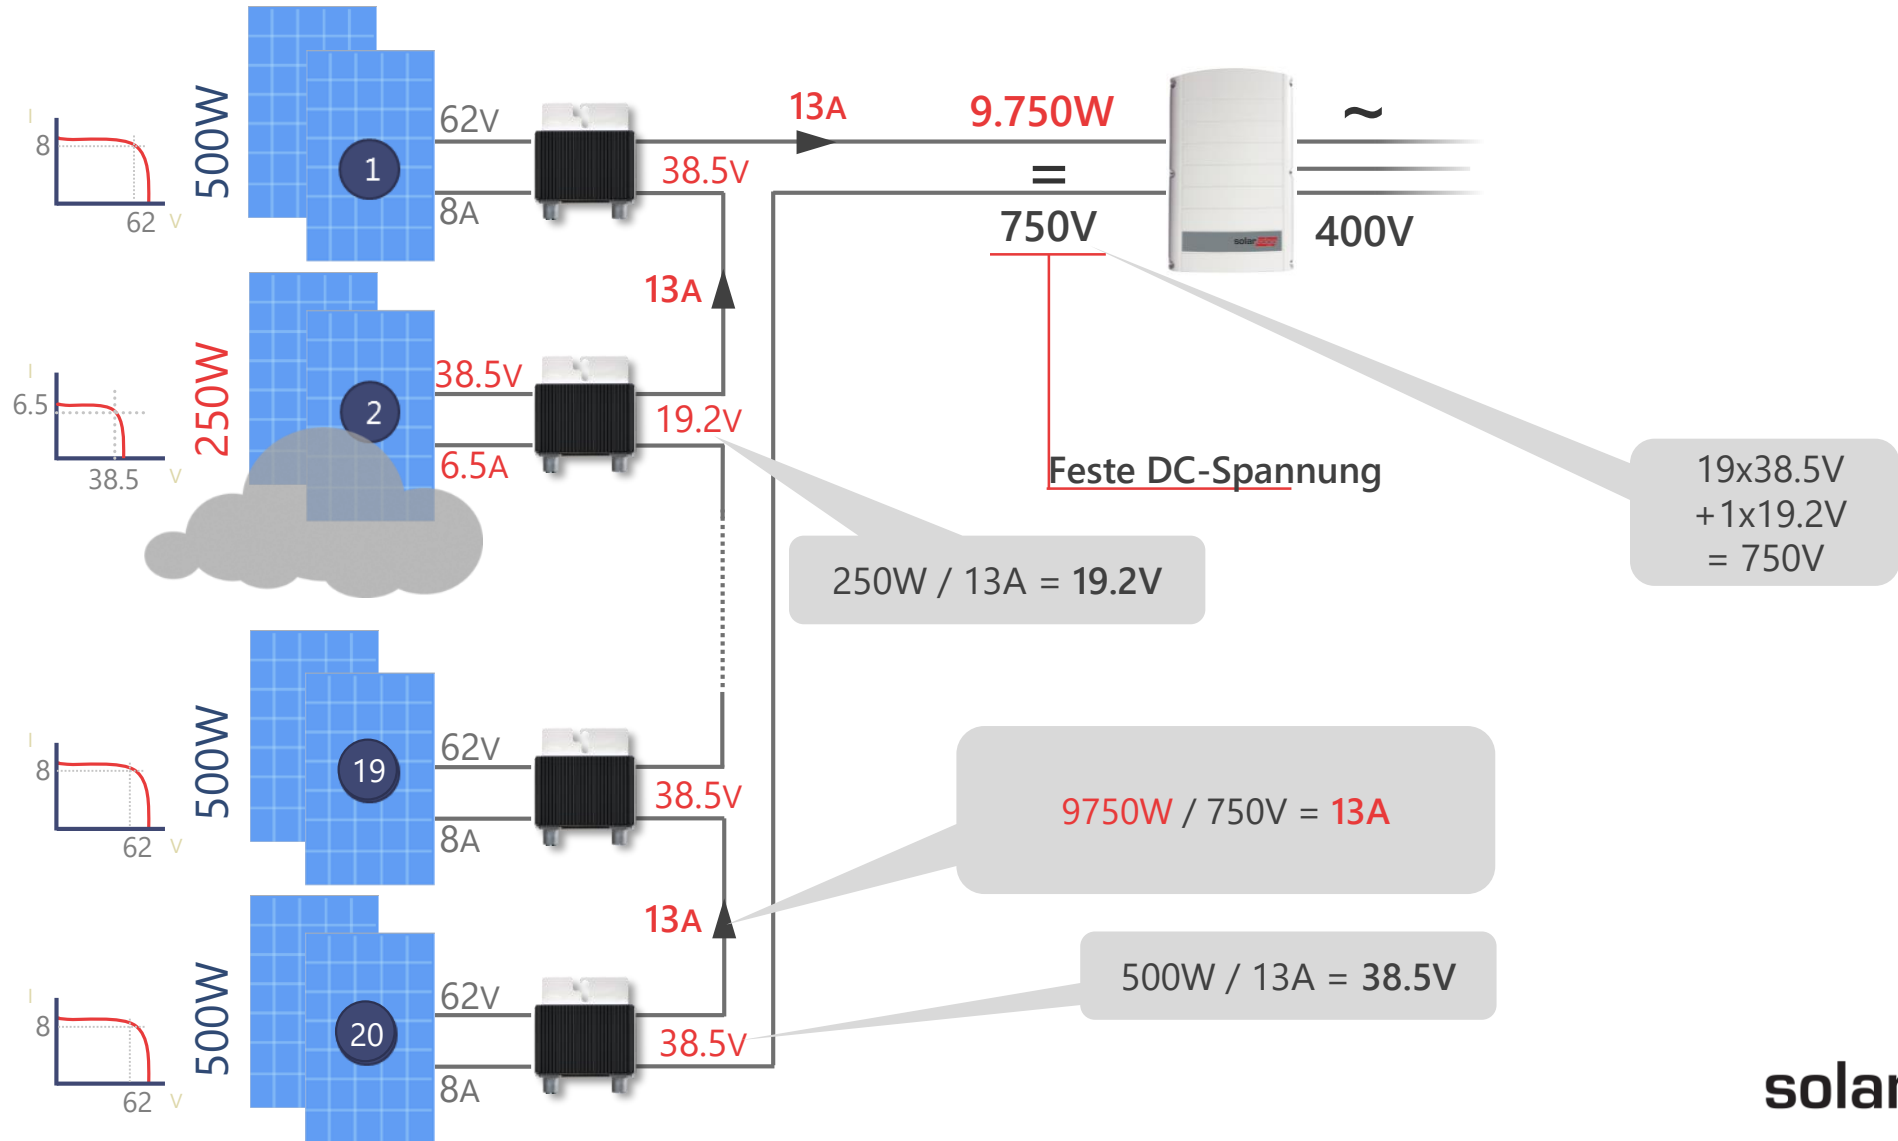 500W
I
8
62
V
1
62V
8A
38.5V
13A
9.750W
=
750V
~
400V
solar
13A
250W
I
6.5
38.5
V
2
38.5V
6.5A
19.2V
Feste DC-Spannung
19x38.5V
+1x19.2V
= 750V
250W / 13A = 19.2V
500W
I
8
62
V
19
62V
8A
38.5V
9750W / 750V = 13A
13A
500W
I
8
62
V
20
62V
8A
38.5V
500W / 13A = 38.5V
solar